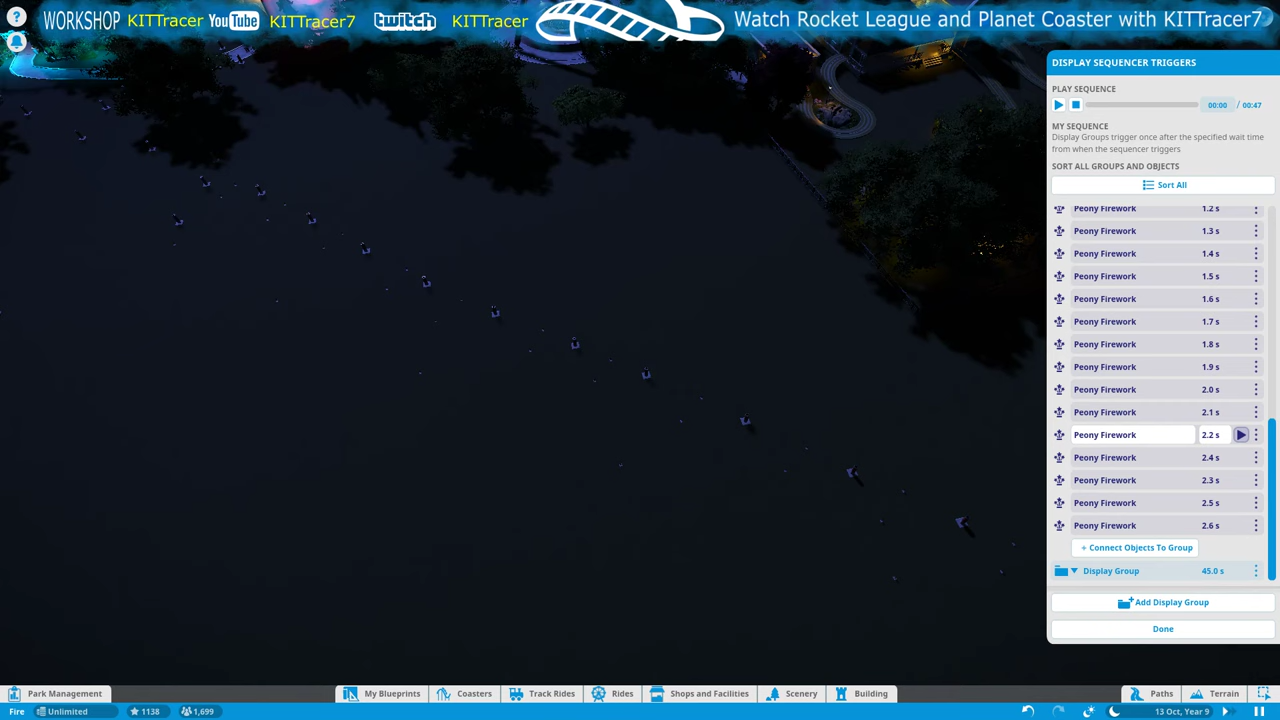 WORKSHOP KITTracer YouTube KITTracer7 twitch KITTracer Watch Rocket League and Planet Coaster with KITTracer7
DISPLAY SEQUENCER TRIGGERS
PLAY SEQUENCE
00:00 / 00:47
MY SEQUENCE
Display Groups trigger once after the specified wait time
from when the sequencer triggers
SORT ALL GROUPS AND OBJECTS
Sort All
Peony Firework 1.2 s
Peony Firework 1.3 s
Peony Firework 1.4 s
Peony Firework 1.5 s
Peony Firework 1.6 s
Peony Firework 1.7 s
Peony Firework 1.8 s
Peony Firework 1.9 s
Peony Firework 2.0 s
Peony Firework 2.1 s
Peony Firework 2.2 s
Peony Firework 2.4 s
Peony Firework 2.3 s
Peony Firework 2.5 s
Peony Firework 2.6 s
+ Connect Objects To Group
Display Group 45.0 s
Add Display Group
Done
Park Management My Blueprints Coasters Track Rides Rides Shops and Facilities Scenery Building Paths Terrain
Fire Unlimited 1138 1,699 13 Oct, Year 9